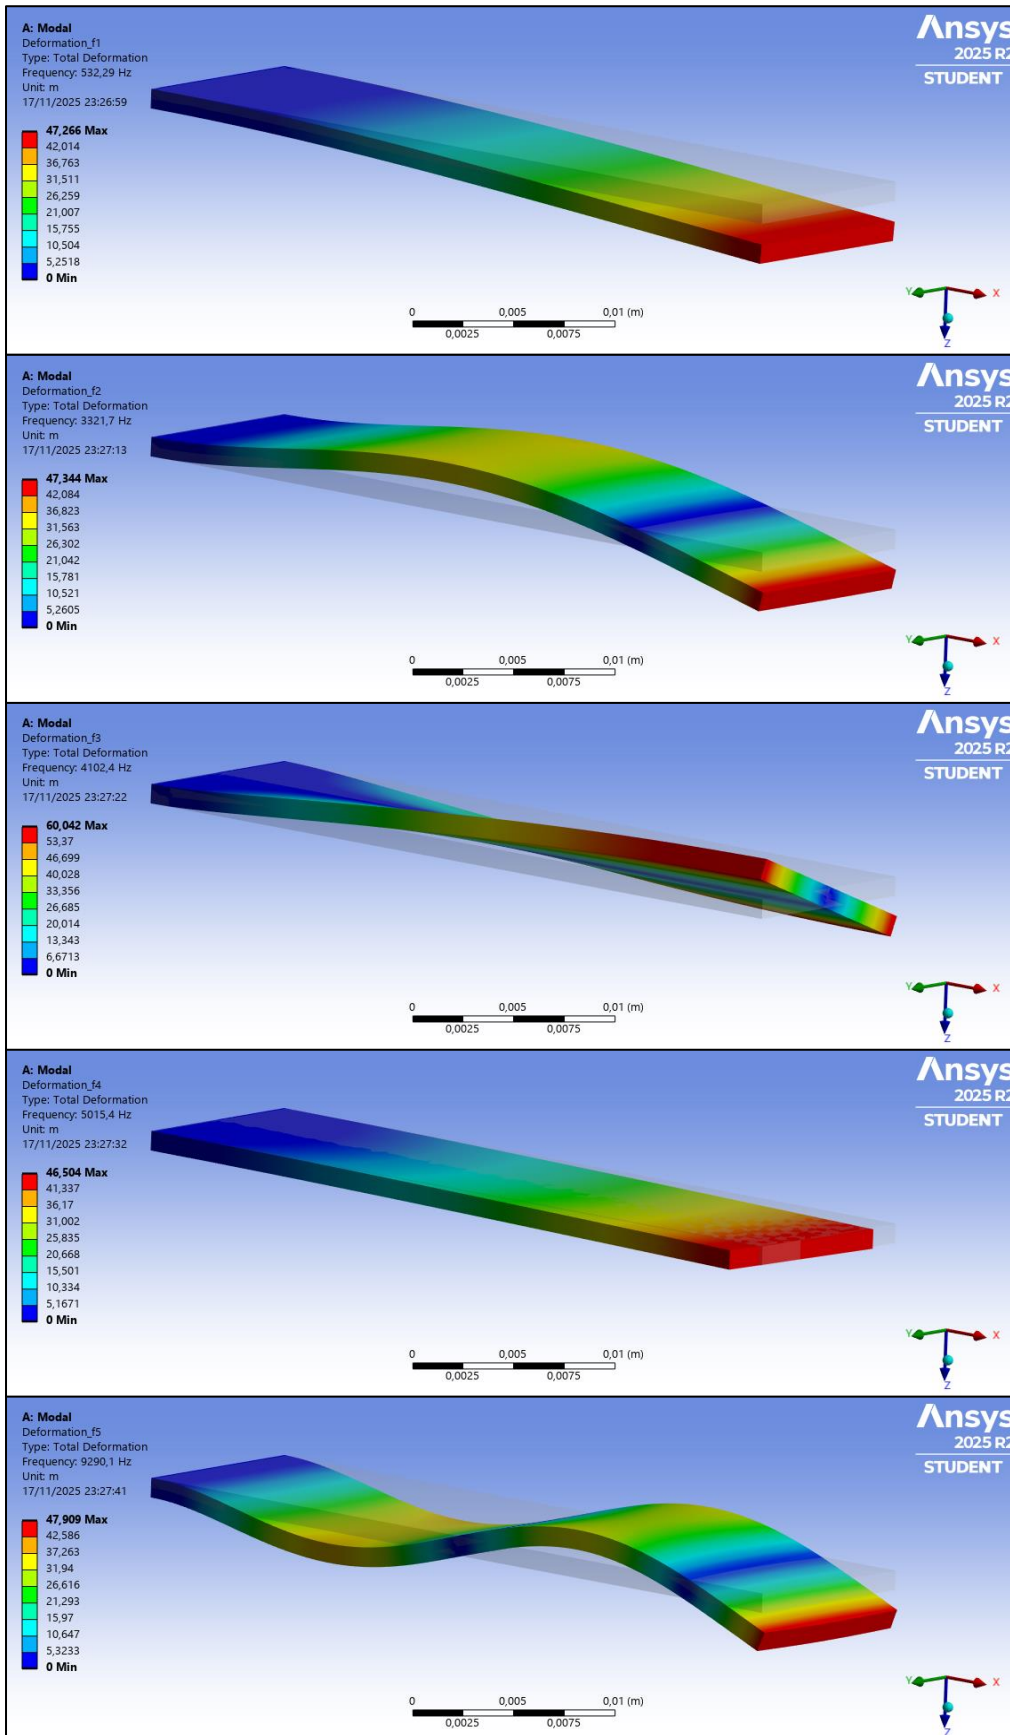 A: Modal
Deformation_f1
Type: Total Deformation
Frequency: 532,29 Hz
Unit: m
17/11/2025 23:26:59
47,266 Max
42,014
36,763
31,511
26,259
21,007
15,755
10,504
5,2518
0 Min
Ansys
2025 R2
STUDENT
0 0,005 0,01 (m)
0,0025 0,0075
Y X
Z
A: Modal
Deformation_f2
Type: Total Deformation
Frequency: 3321,7 Hz
Unit: m
17/11/2025 23:27:13
47,344 Max
42,084
36,823
31,563
26,302
21,042
15,781
10,521
5,2605
0 Min
Ansys
2025 R2
STUDENT
0 0,005 0,01 (m)
0,0025 0,0075
Y X
Z
A: Modal
Deformation_f3
Type: Total Deformation
Frequency: 4102,4 Hz
Unit: m
17/11/2025 23:27:22
60,042 Max
53,37
46,699
40,028
33,356
26,685
20,014
13,343
6,6713
0 Min
Ansys
2025 R2
STUDENT
0 0,005 0,01 (m)
0,0025 0,0075
Y X
Z
A: Modal
Deformation_f4
Type: Total Deformation
Frequency: 5015,4 Hz
Unit: m
17/11/2025 23:27:32
46,504 Max
41,337
36,17
31,002
25,835
20,668
15,501
10,334
5,1671
0 Min
Ansys
2025 R2
STUDENT
0 0,005 0,01 (m)
0,0025 0,0075
Y X
Z
A: Modal
Deformation_f5
Type: Total Deformation
Frequency: 9290,1 Hz
Unit: m
17/11/2025 23:27:41
47,909 Max
42,586
37,263
31,94
26,616
21,293
15,97
10,647
5,3233
0 Min
Ansys
2025 R2
STUDENT
0 0,005 0,01 (m)
0,0025 0,0075
Y X
Z